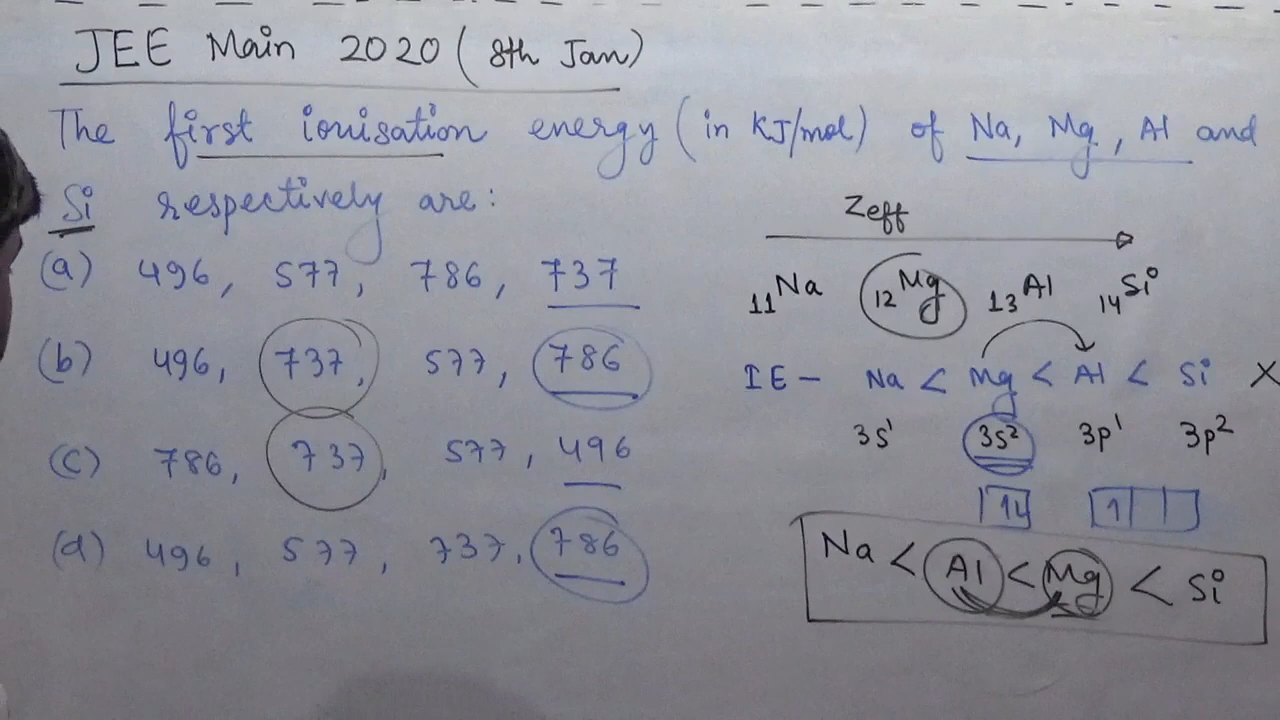 JEE Main 2020 (8th Jan)
The first ionisation energy (in KJ/mol) of Na, Mg, Al and
Si respectively are:
(a) 496, 577, 786, 737
(b) 496, 737, 577, 786
(c) 786, 737, 577, 496
(d) 496, 577, 737, 786
Zeff
11Na 12Mg 13Al 14Si
IE - Na < Mg < Al < Si ×
3s¹ 3s² 3p¹ 3p²
1⇂ 1
Na < Al < Mg < Si